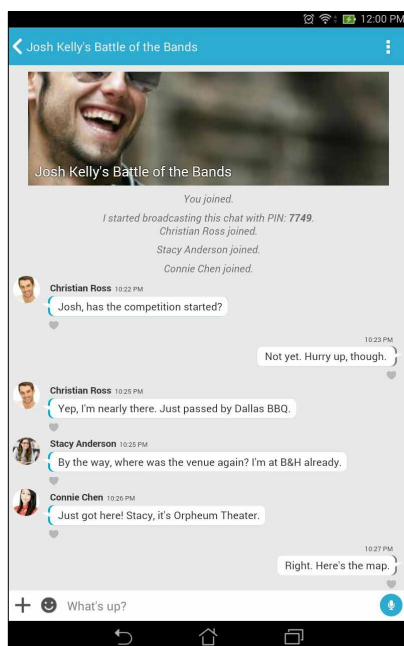 12:00 PM
Josh Kelly's Battle of the Bands
Josh Kelly's Battle of the Bands
You joined.
I started broadcasting this chat with PIN: 7749.
Christian Ross joined.
Stacy Anderson joined.
Connie Chen joined.
Christian Ross 10:22 PM
Josh, has the competition started?
10:23 PM
Not yet. Hurry up, though.
Christian Ross 10:25 PM
Yep, I'm nearly there. Just passed by Dallas BBQ.
Stacy Anderson 10:25 PM
By the way, where was the venue again? I'm at B&H already.
Connie Chen 10:26 PM
Just got here! Stacy, it's Orpheum Theater.
10:27 PM
Right. Here's the map.
What's up?